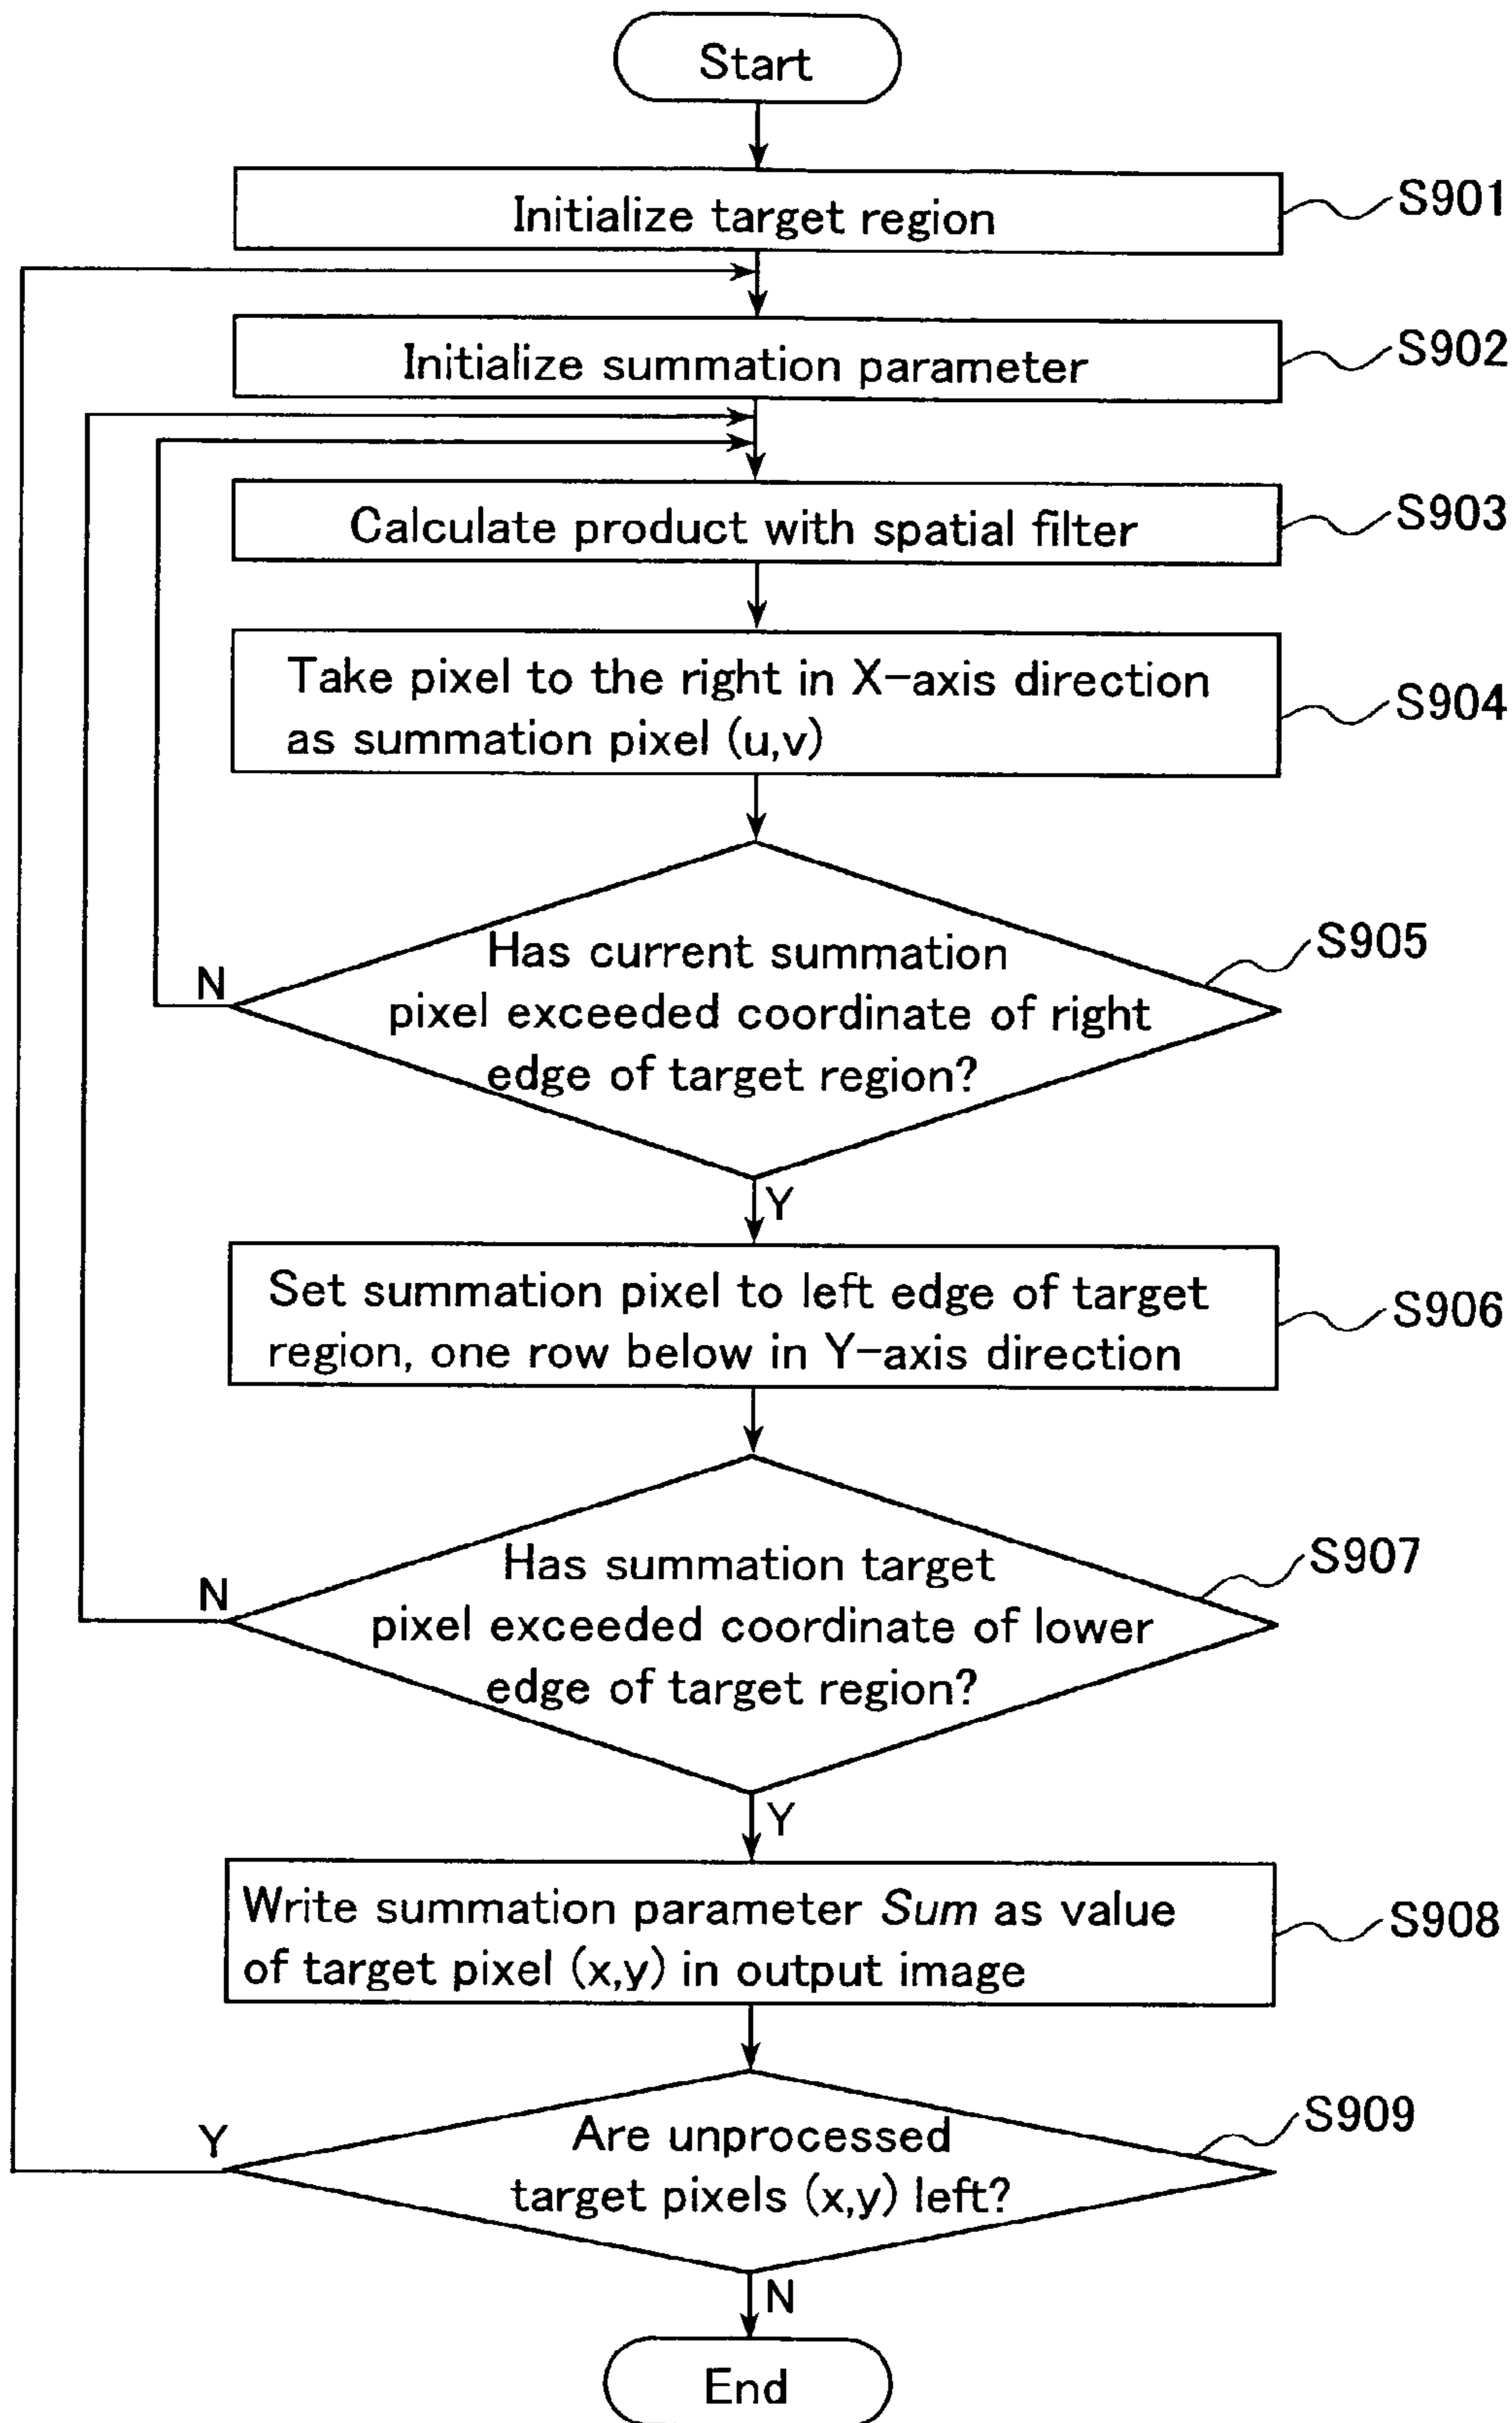 Start
Initialize target region
S901
Initialize summation parameter
S902
Calculate product with spatial filter
S903
Take pixel to the right in X-axis direction
as summation pixel (u,v)
S904
Has current summation
pixel exceeded coordinate of right
edge of target region?
S905
N
Y
Set summation pixel to left edge of target
region, one row below in Y-axis direction
S906
Has summation target
pixel exceeded coordinate of lower
edge of target region?
S907
N
Y
Write summation parameter Sum as value
of target pixel (x,y) in output image
S908
Are unprocessed
target pixels (x,y) left?
S909
Y
N
End